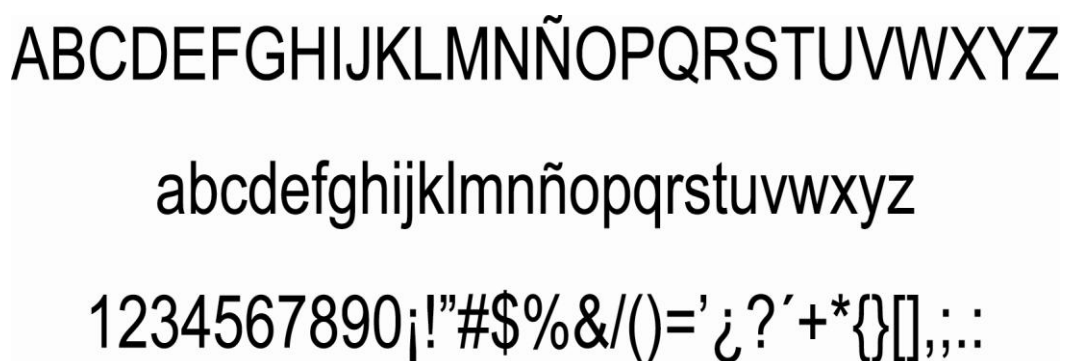 ABCDEFGHIJKLMNÑOPQRSTUVWXYZ
abcdefghijklmnñopqrstuvwxyz
1234567890¡!”#$%&/()=’¿?´+*{}[],;.: